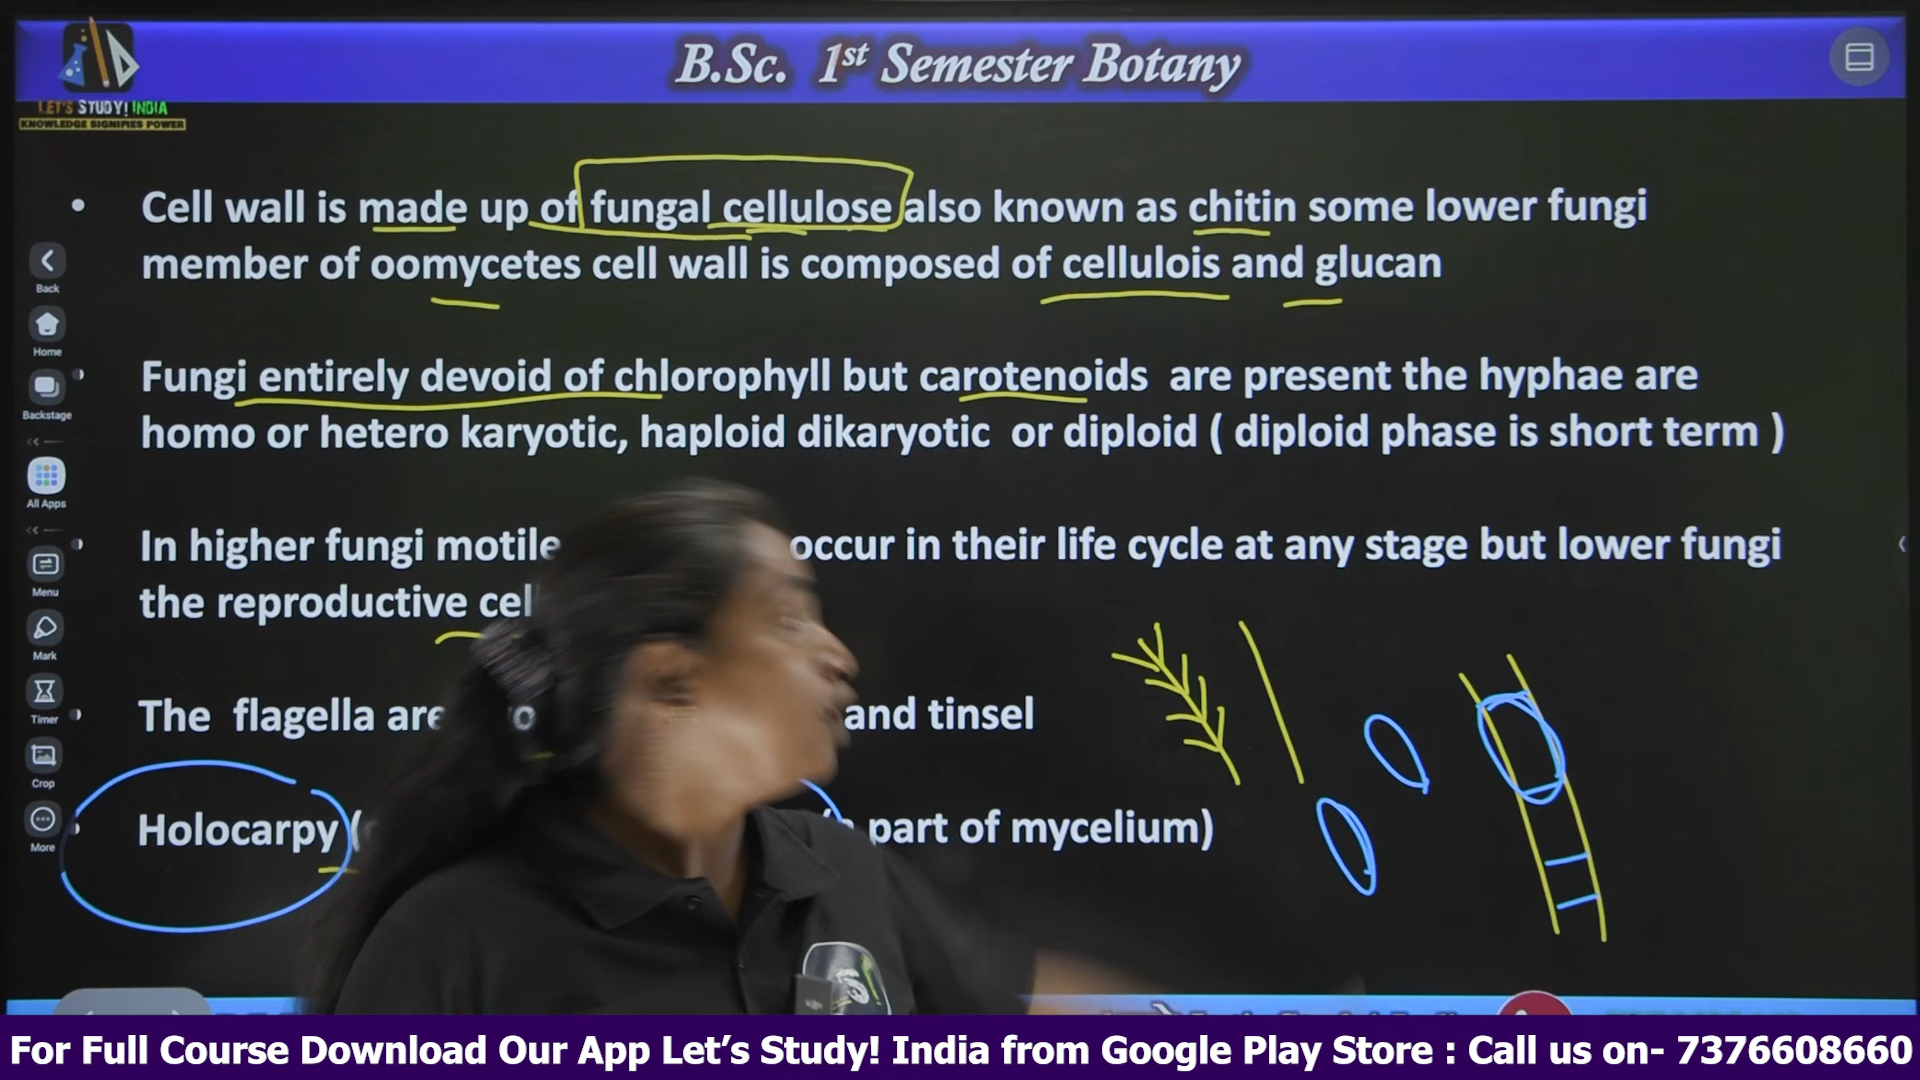 B.Sc. 1st Semester Botany
LET'S STUDY! INDIA
KNOWLEDGE SIGNIFIES POWER
• Cell wall is made up of fungal cellulose also known as chitin some lower fungi
member of oomycetes cell wall is composed of cellulois and glucan
Fungi entirely devoid of chlorophyll but carotenoids are present the hyphae are
homo or hetero karyotic, haploid dikaryotic or diploid ( diploid phase is short term )
In higher fungi motile occur in their life cycle at any stage but lower fungi
the reproductive
The flagella are and tinsel
Holocarpy ( part of mycelium)
Back
Home
Backstage
All Apps
Menu
Mark
Timer
Crop
More
For Full Course Download Our App Let's Study! India from Google Play Store : Call us on- 7376608660